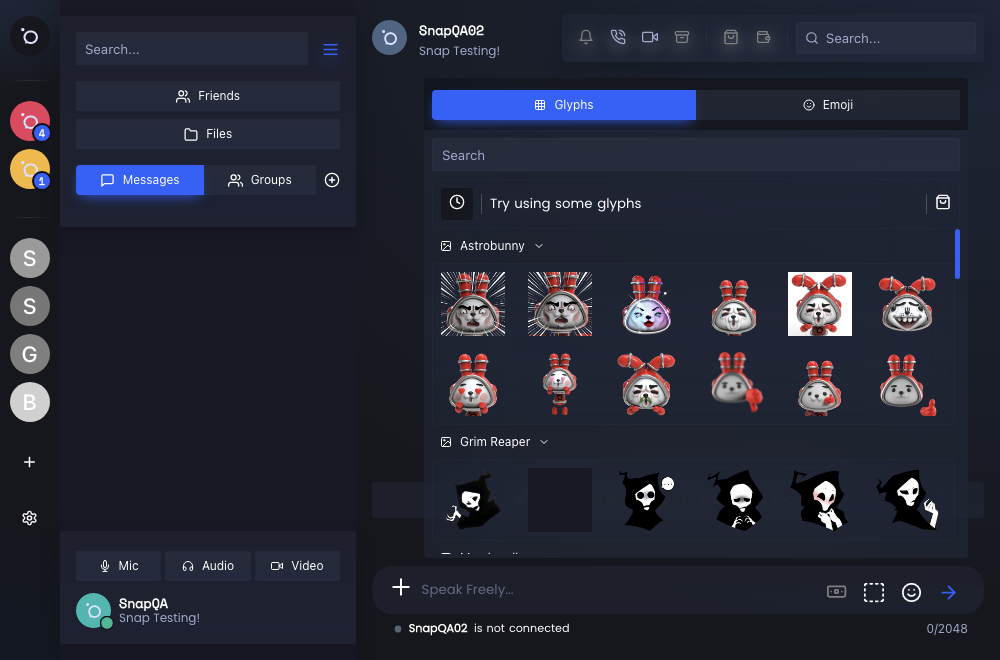 4
1
S
S
G
B
Search...
Friends
Files
Messages
Groups
Mic
Audio
Video
SnapQA
Snap Testing!
SnapQA02
Snap Testing!
Search...
Glyphs
Emoji
Search
Try using some glyphs
Astrobunny
Grim Reaper
Speak Freely...
SnapQA02 is not connected
0/2048